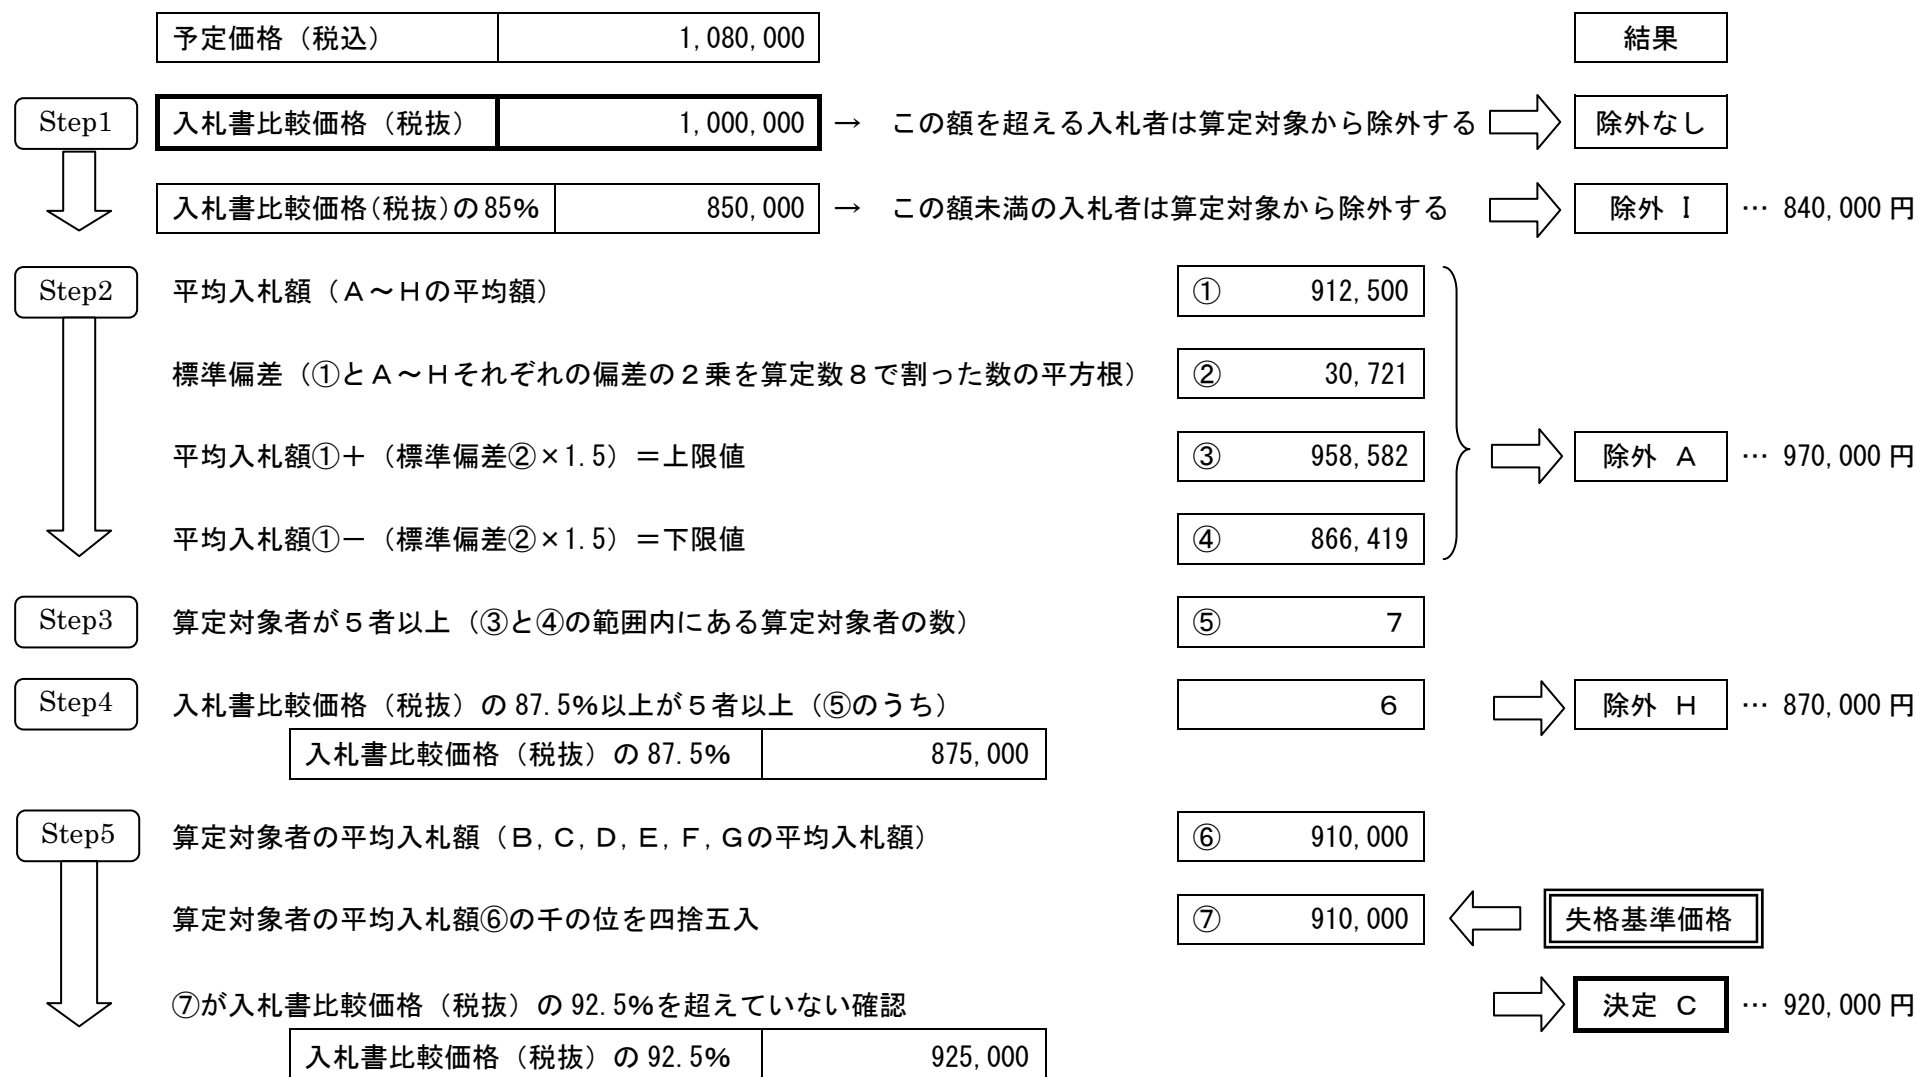 予定価格（税込） 1,080,000 結果
Step1 入札書比較価格（税抜） 1,000,000 → この額を超える入札者は算定対象から除外する 除外なし
入札書比較価格(税抜)の85% 850,000 → この額未満の入札者は算定対象から除外する 除外 I … 840,000 円
Step2 平均入札額（Ａ～Ｈの平均額） ① 912,500
標準偏差（①とＡ～Ｈそれぞれの偏差の２乗を算定数８で割った数の平方根） ② 30,721
平均入札額①＋（標準偏差②×1.5）＝上限値 ③ 958,582 除外 Ａ … 970,000 円
平均入札額①－（標準偏差②×1.5）＝下限値 ④ 866,419
Step3 算定対象者が５者以上（③と④の範囲内にある算定対象者の数） ⑤ ７
Step4 入札書比較価格（税抜）の 87.5%以上が５者以上（⑤のうち） ６ 除外 Ｈ … 870,000 円
入札書比較価格（税抜）の 87.5% 875,000
Step5 算定対象者の平均入札額（Ｂ,Ｃ,Ｄ,Ｅ,Ｆ,Ｇの平均入札額） ⑥ 910,000
算定対象者の平均入札額⑥の千の位を四捨五入 ⑦ 910,000 失格基準価格
⑦が入札書比較価格（税抜）の 92.5%を超えていない確認 決定 Ｃ … 920,000 円
入札書比較価格（税抜）の 92.5% 925,000